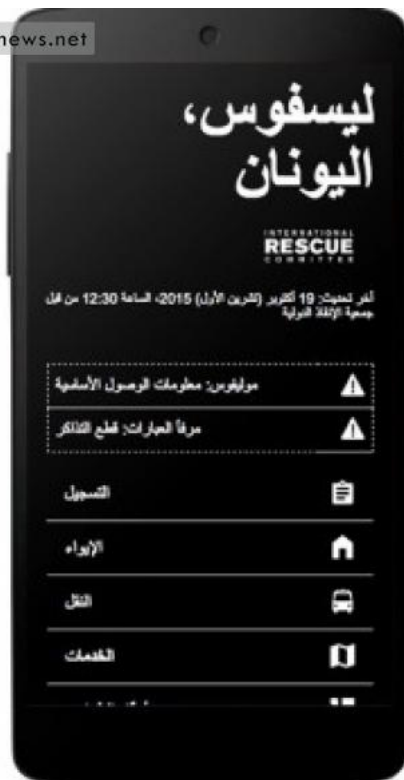 news.net
ليسفوس،
اليونان
INTERNATIONAL
RESCUE
COMMITTEE
آخر تحديث: 19 أكتوبر (تشرين الأول) 2015، الساعة 12:30 من قبل
جمعية الإنقاذ الدولية
موليفوس: معلومات الوصول الأساسية
مرفأ العبارات: قطع التذاكر
التسجيل
الإيواء
النقل
الخدمات